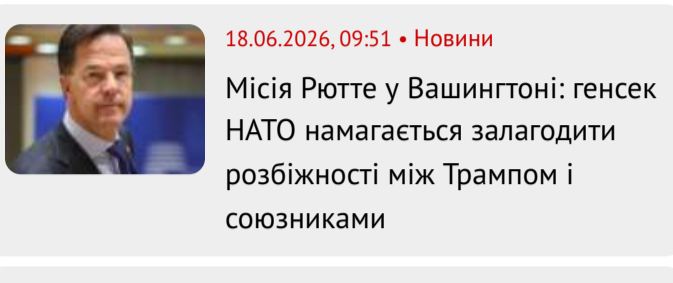 18.06.2026, 09:51 • Новини
Місія Рютте у Вашингтоні: генсек
НАТО намагається залагодити
розбіжності між Трампом і
союзниками